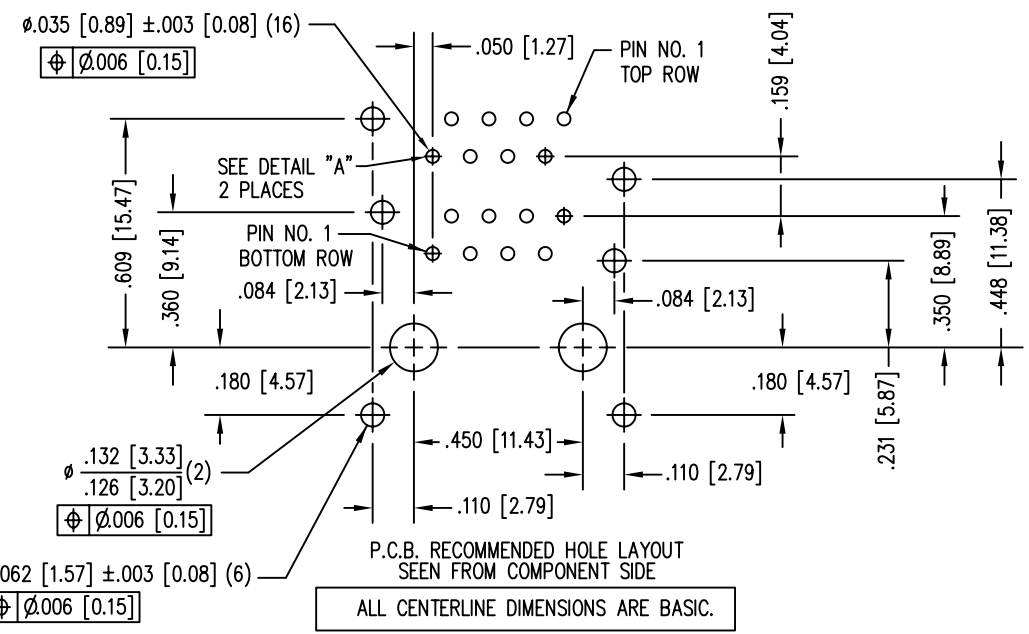 ø.035 [0.89] ±.003 [0.08] (16)
⌖ Ø.006 [0.15]
.050 [1.27]
PIN NO. 1
TOP ROW
.159 [4.04]
SEE DETAIL "A"
2 PLACES
PIN NO. 1
BOTTOM ROW
.609 [15.47]
.360 [9.14]
.084 [2.13]
.084 [2.13]
.350 [8.89]
.448 [11.38]
.180 [4.57]
.180 [4.57]
.231 [5.87]
.450 [11.43]
ø .132 [3.33]
.126 [3.20] (2)
⌖ Ø.006 [0.15]
.110 [2.79]
.110 [2.79]
062 [1.57] ±.003 [0.08] (6)
⌖ Ø.006 [0.15]
P.C.B. RECOMMENDED HOLE LAYOUT
SEEN FROM COMPONENT SIDE
ALL CENTERLINE DIMENSIONS ARE BASIC.